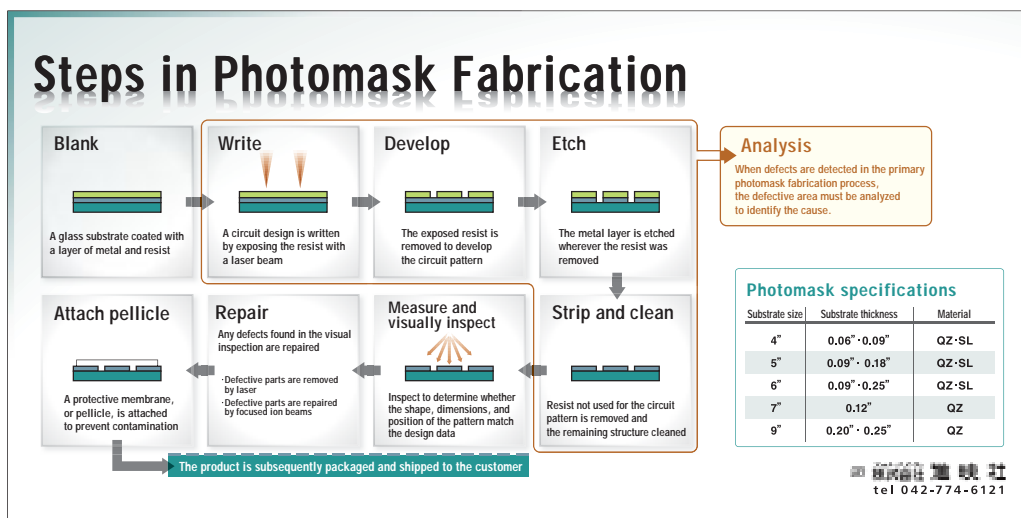 Steps in Photomask Fabrication
Blank
A glass substrate coated with
a layer of metal and resist
Write
A circuit design is written
by exposing the resist with
a laser beam
Develop
The exposed resist is
removed to develop
the circuit pattern
Etch
The metal layer is etched
wherever the resist was
removed
Analysis
When defects are detected in the primary
photomask fabrication process,
the defective area must be analyzed
to identify the cause.
Attach pellicle
A protective membrane,
or pellicle, is attached
to prevent contamination
Repair
Any defects found in the visual
inspection are repaired
・Defective parts are removed
by laser
・Defective parts are repaired
by focused ion beams
Measure and
visually inspect
Inspect to determine whether
the shape, dimensions, and
position of the pattern match
the design data
Strip and clean
Resist not used for the circuit
pattern is removed and
the remaining structure cleaned
The product is subsequently packaged and shipped to the customer
Photomask specifications
Substrate size Substrate thickness Material
4” 0.06”・0.09” QZ・SL
5” 0.09”・0.18” QZ・SL
6” 0.09”・0.25” QZ・SL
7” 0.12” QZ
9” 0.20”・0.25” QZ
tel 042-774-6121